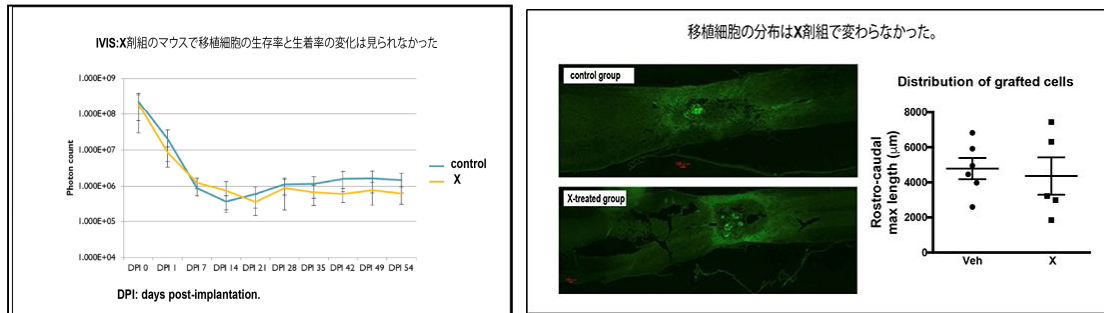 IVIS:X剤組のマウスで移植細胞の生存率と生着率の変化は見られなかった
1.000E+09
1.000E+08
1.000E+07
1.000E+06
1.000E+05
1.000E+04
Photon count
DPI 0 DPI 1 DPI 7 DPI 14 DPI 21 DPI 28 DPI 35 DPI 42 DPI 49 DPI 54
control
X
DPI: days post-implantation.
移植細胞の分布はX剤組で変わらなかった。
control group
X-treated group
Distribution of grafted cells
8000
6000
4000
2000
0
Rostro-caudal
max length (μm)
Veh X